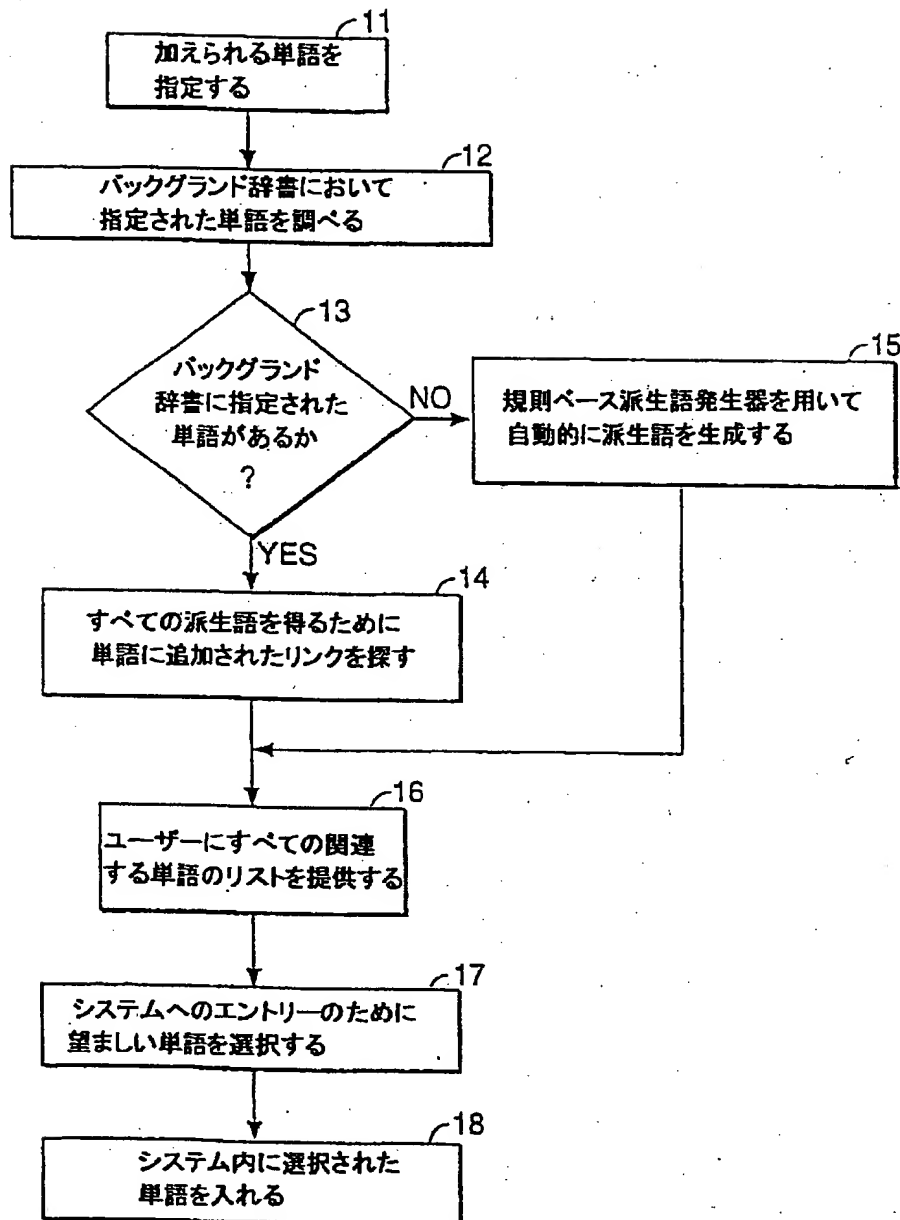 11
加えられる単語を
指定する
12
バックグランド辞書において
指定された単語を調べる
13
バックグランド
辞書に指定された
単語があるか
?
NO
15
規則ベース派生語発生器を用いて
自動的に派生語を生成する
YES
14
すべての派生語を得るために
単語に追加されたリンクを探す
16
ユーザーにすべての関連
する単語のリストを提供する
17
システムへのエントリーのために
望ましい単語を選択する
18
システム内に選択された
単語を入れる